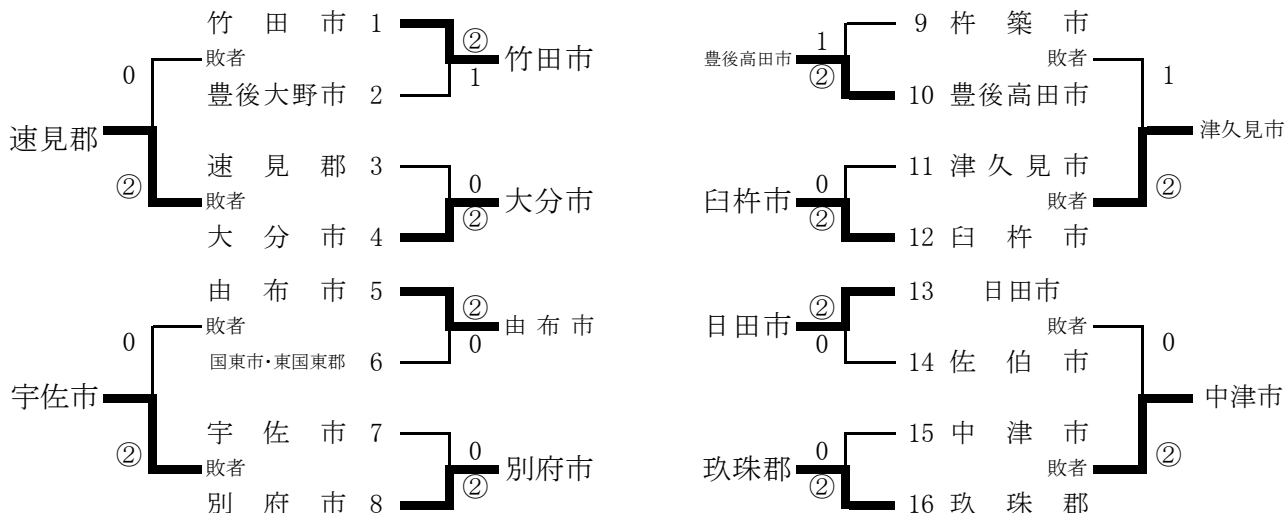 竹田市 1 ② 竹田市
0 敗者 1
豊後大野市 2
速見郡
速見郡 3 0 大分市
② 敗者 ②
大分市 4
由布市 5 ② 由布市
0 敗者 0
国東市・東国東郡 6
宇佐市
宇佐市 7 0 別府市
② 敗者 ②
別府市 8
1 9 杵築市
豊後高田市 ② 敗者 1
10 豊後高田市
津久見市
0 11 津久見市
臼杵市 ② 敗者 ②
12 臼杵市
② 13 日田市
日田市 0 敗者 0
14 佐伯市
中津市
0 15 中津市
玖珠郡 ② 敗者 ②
16 玖珠郡